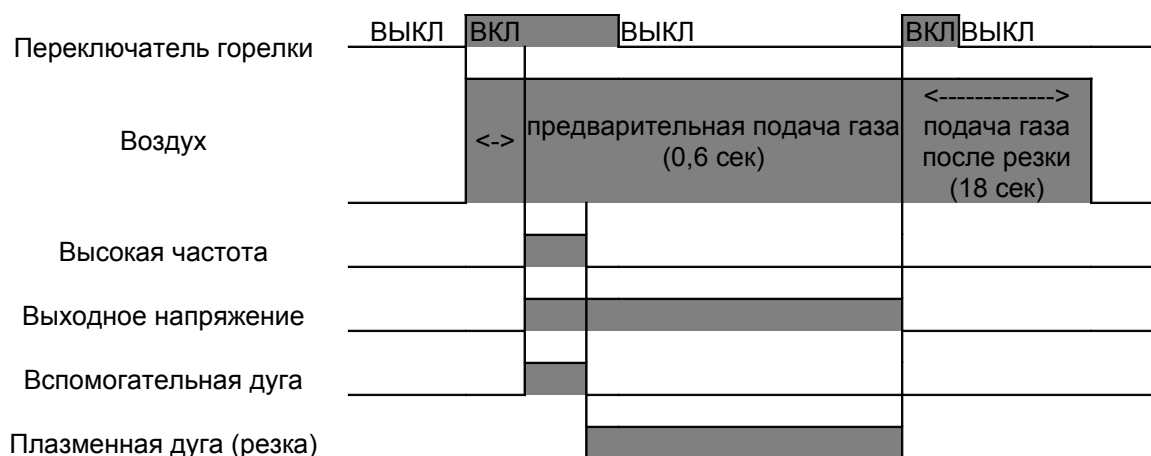 ВЫКЛ ВКЛ ВЫКЛ ВКЛ ВЫКЛ
Переключатель горелки
Воздух
<-> предварительная подача газа
(0,6 сек)
<------------->
подача газа
после резки
(18 сек)
Высокая частота
Выходное напряжение
Вспомогательная дуга
Плазменная дуга (резка)